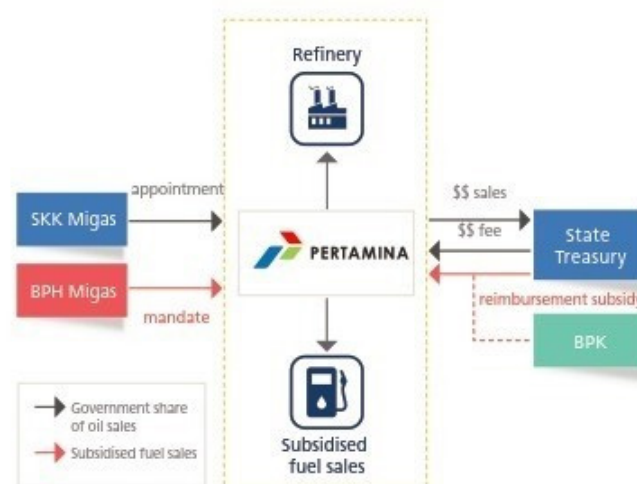 Refinery
appointment
SKK Migas
BPH Migas
mandate
PERTAMINA
$$ sales
$$ fee
State
Treasury
reimbursement subsidy
BPK
Subsidised
fuel sales
Government share
of oil sales
Subsidised fuel sales